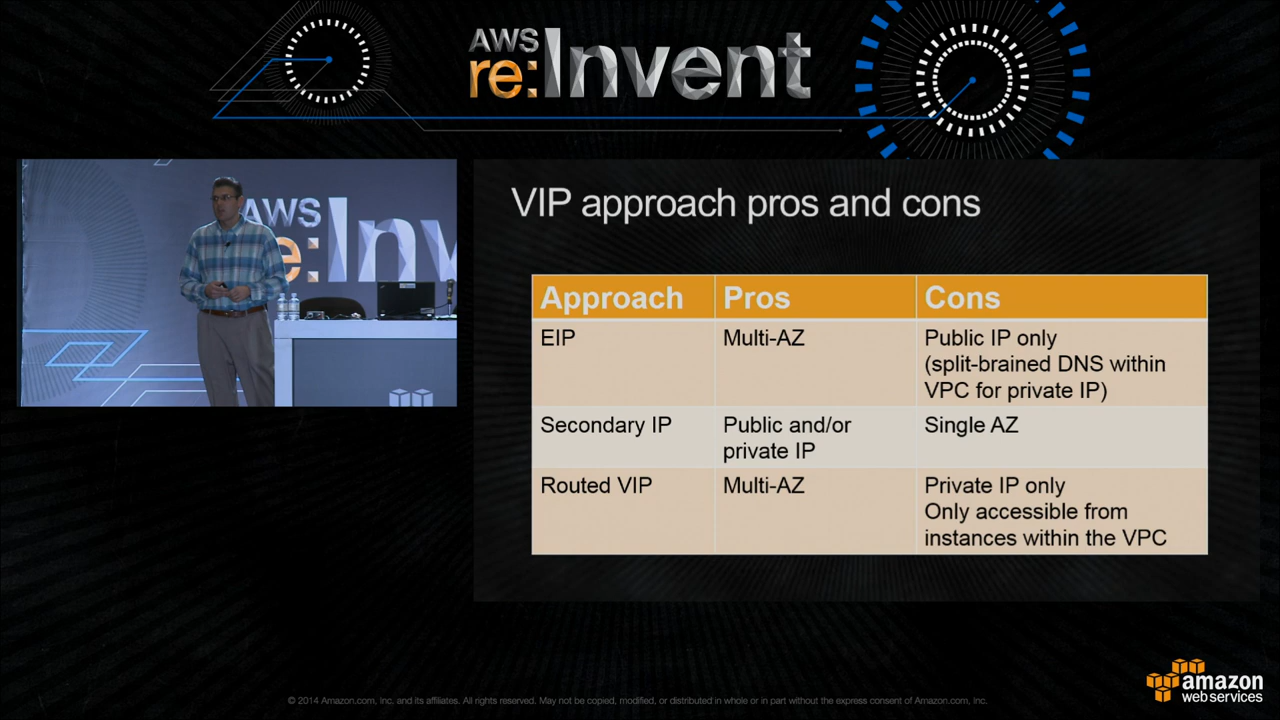 AWS
re:Invent
AWS
re:Inv
VIP approach pros and cons
Approach Pros Cons
EIP Multi-AZ Public IP only
(split-brained DNS within
VPC for private IP)
Secondary IP Public and/or Single AZ
private IP
Routed VIP Multi-AZ Private IP only
Only accessible from
instances within the VPC
amazon
web services
© 2014 Amazon.com, Inc. and its affiliates. All rights reserved. May not be copied, modified, or distributed in whole or in part without the express consent of Amazon.com, Inc.